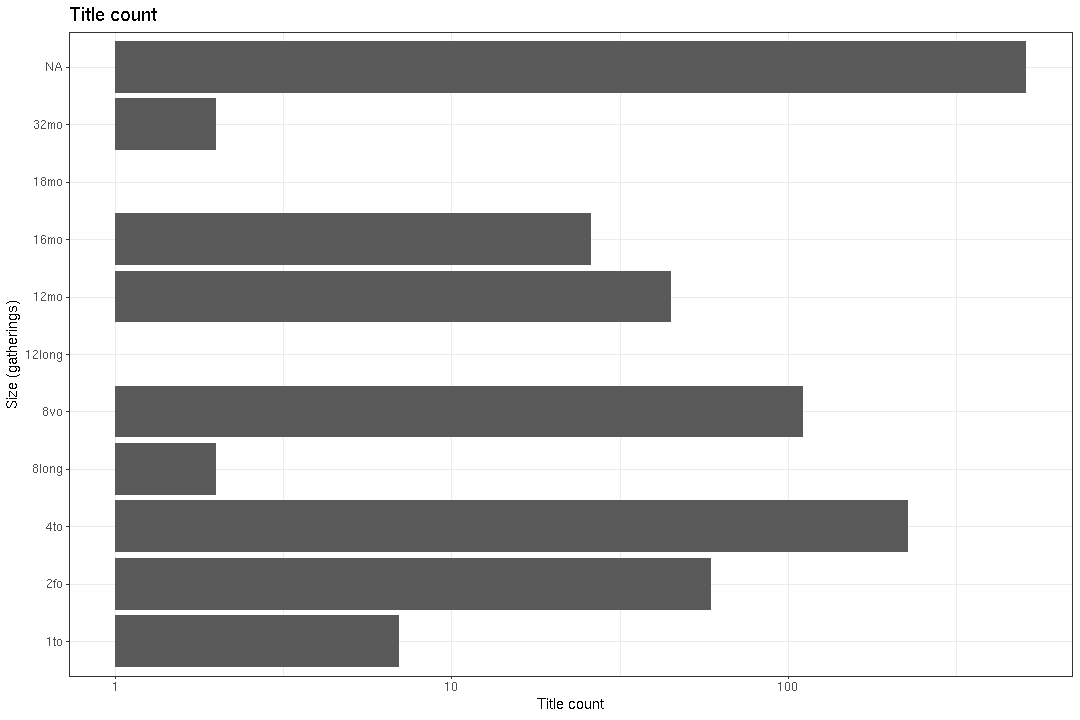 Title count
NA
32mo
18mo
16mo
12mo
12long
8vo
8long
4to
2fo
1to
Size (gatherings)
1 10 100
Title count